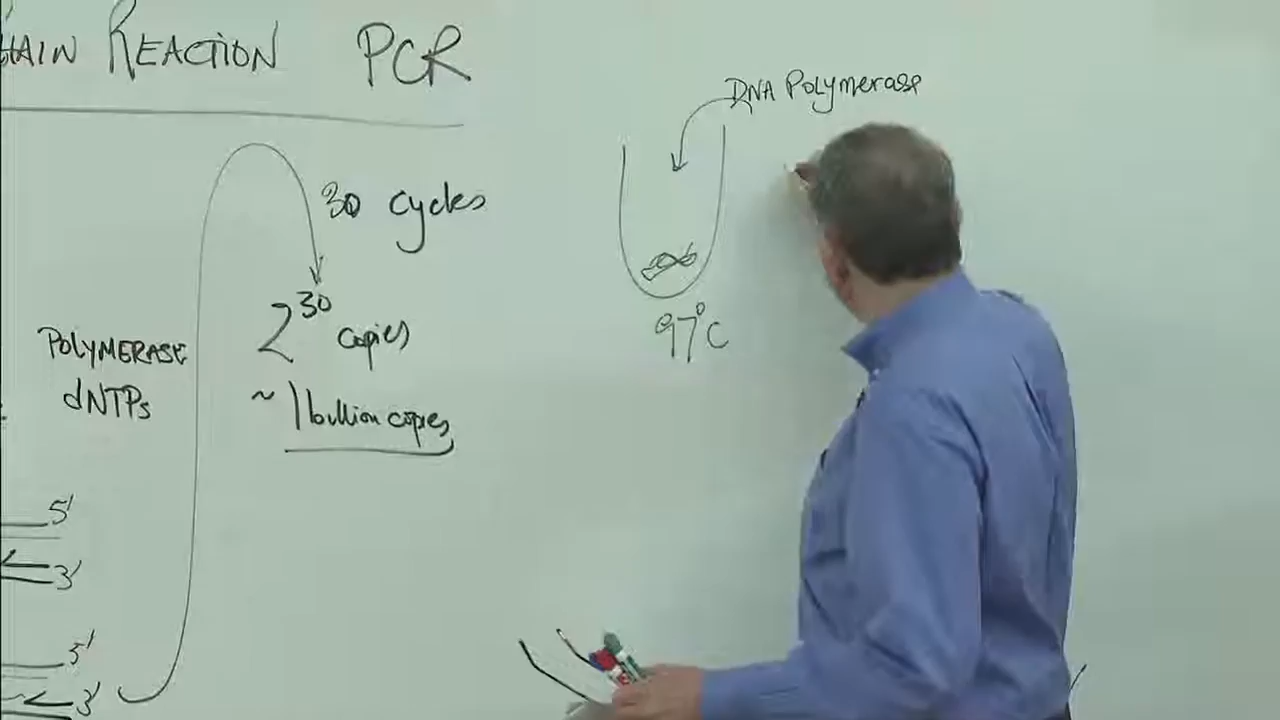 HAIN REACTION PCR
30 cycles
2^30 copies
~ 1 billion copies
POLYMERASE
dNTPs
5'
3'
5'
3'
DNA Polymerase
97°C